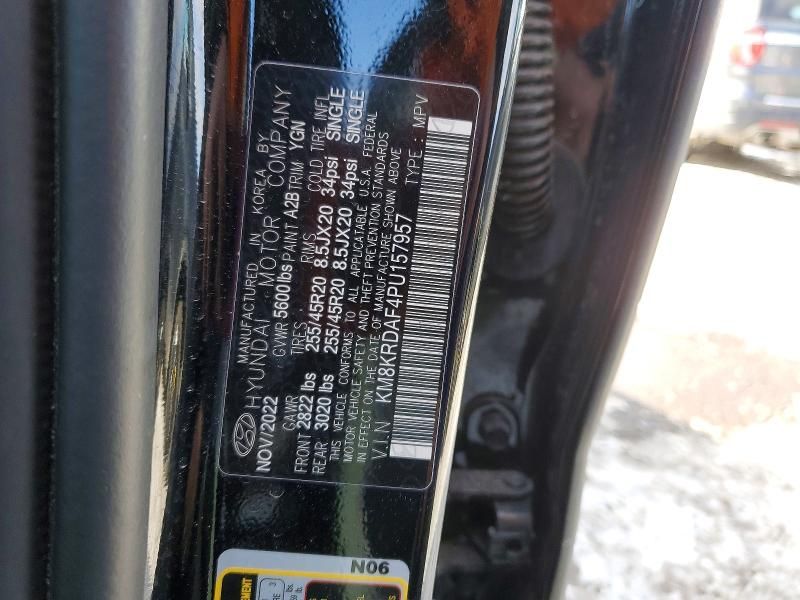 MANUFACTURED IN KOREA BY
HYUNDAI MOTOR COMPANY
NOV/2022 GVWR 5600lbs PAINT A2B TRIM YGN
GAWR TIRES RIMS COLD TIRE INFL
FRONT 2822 lbs 255/45R20 8.5JX20 34psi SINGLE
REAR 3020 lbs 255/45R20 8.5JX20 34psi SINGLE
THIS VEHICLE CONFORMS TO ALL APPLICATABLE U.S.A. FEDERAL
MOTOR VEHICLE SAFETY AND THEFT PREVENTION STANDARDS
IN EFFECT ON THE DATE OF MANUFACTURE SHOWN ABOVE
V.I.N KM8KRDAF4PU157957 TYPE : MPV
N06